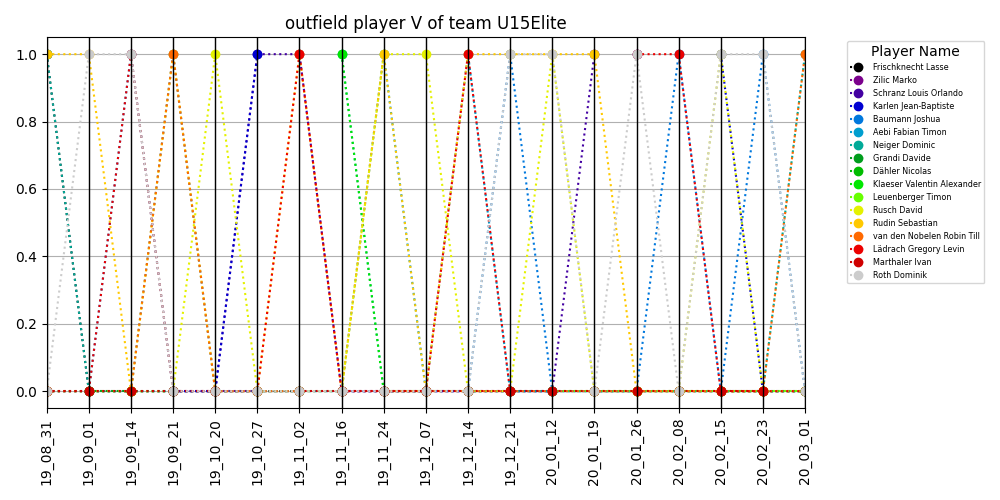 outfield player V of team U15Elite
1.0
0.8
0.6
0.4
0.2
0.0
19_08_31
19_09_01
19_09_14
19_09_21
19_10_20
19_10_27
19_11_02
19_11_16
19_11_24
19_12_07
19_12_14
19_12_21
20_01_12
20_01_19
20_01_26
20_02_08
20_02_15
20_02_23
20_03_01
Player Name
Frischknecht Lasse
Zilic Marko
Schranz Louis Orlando
Karlen Jean-Baptiste
Baumann Joshua
Aebi Fabian Timon
Neiger Dominic
Grandi Davide
Dähler Nicolas
Klaeser Valentin Alexander
Leuenberger Timon
Rusch David
Rudin Sebastian
van den Nobelen Robin Till
Lädrach Gregory Levin
Marthaler Ivan
Roth Dominik